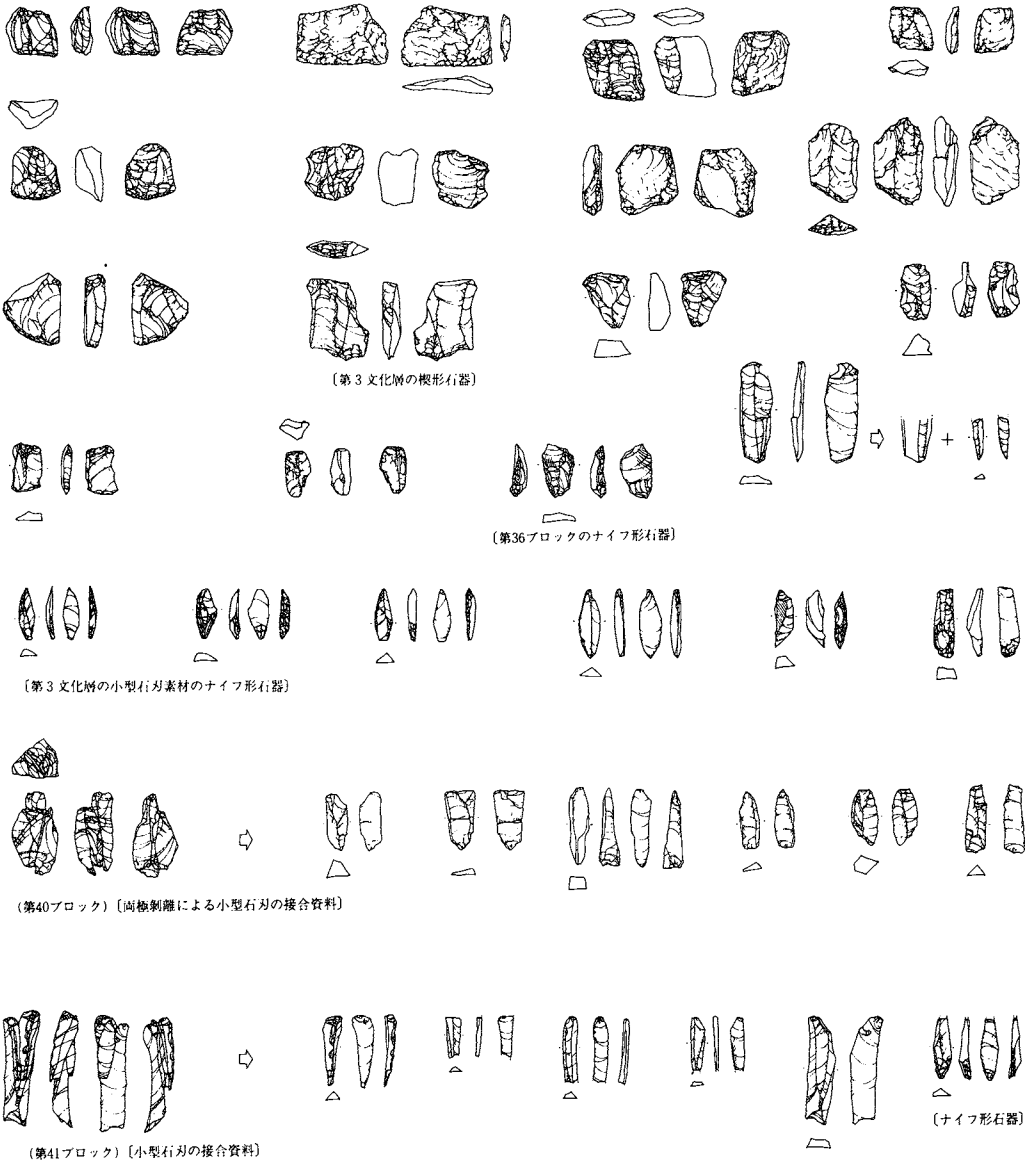 〔第3文化層の楔形石器〕
〔第36ブロックのナイフ形石器〕
〔第3文化層の小型石刃素材のナイフ形石器〕
(第40ブロック)〔両極剝離による小型石刃の接合資料〕
(第41ブロック)〔小型石刃の接合資料〕
〔ナイフ形石器〕